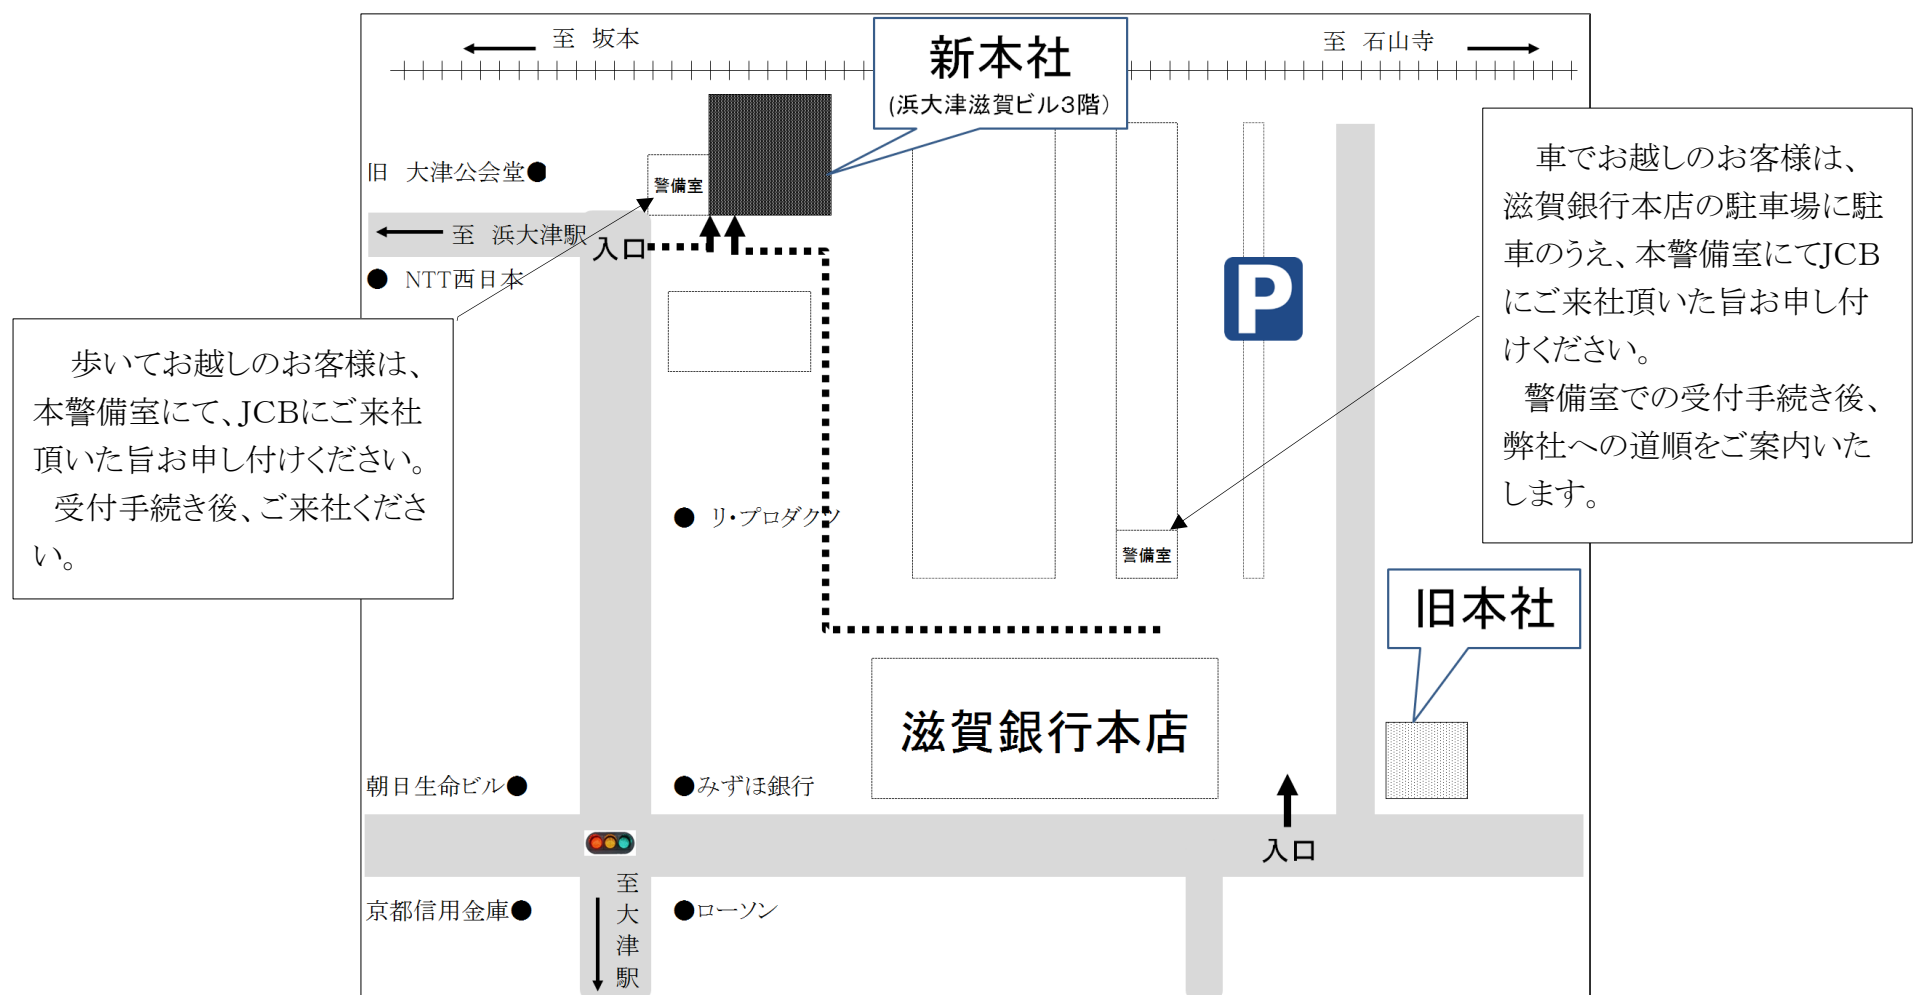 至　坂本
至　石山寺
新本社
(浜大津滋賀ビル3階)
旧　大津公会堂●
警備室
至　浜大津駅
入口
● NTT西日本
P
車でお越しのお客様は、
滋賀銀行本店の駐車場に駐
車のうえ、本警備室にてJCB
にご来社頂いた旨お申し付
けください。
警備室での受付手続き後、
弊社への道順をご案内いた
します。
歩いてお越しのお客様は、
本警備室にて、JCBにご来社
頂いた旨お申し付けください。
受付手続き後、ご来社くださ
い。
● リ・プロダクツ
警備室
旧本社
滋賀銀行本店
朝日生命ビル●
●みずほ銀行
入口
京都信用金庫●
至大津駅
●ローソン